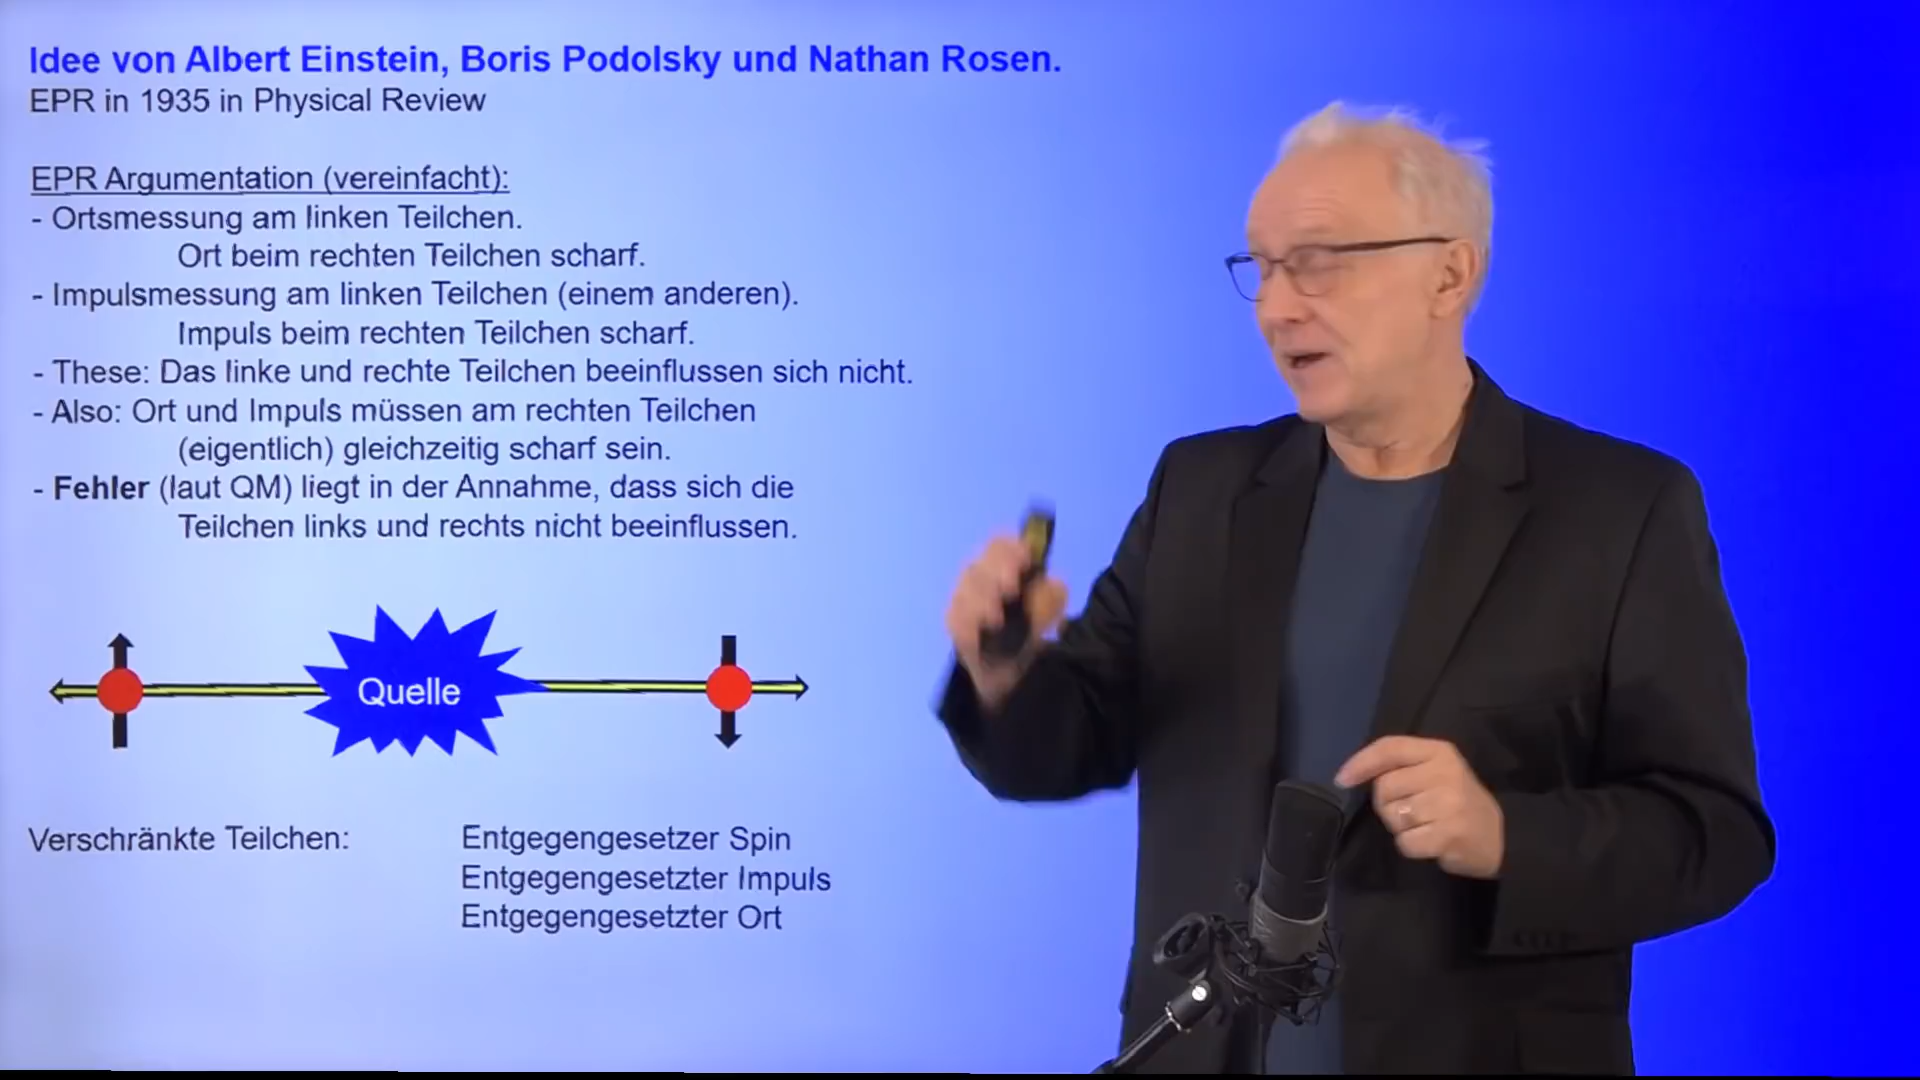 Idee von Albert Einstein, Boris Podolsky und Nathan Rosen.
EPR in 1935 in Physical Review
EPR Argumentation (vereinfacht):
- Ortsmessung am linken Teilchen.
Ort beim rechten Teilchen scharf.
- Impulsmessung am linken Teilchen (einem anderen).
Impuls beim rechten Teilchen scharf.
- These: Das linke und rechte Teilchen beeinflussen sich nicht.
- Also: Ort und Impuls müssen am rechten Teilchen
(eigentlich) gleichzeitig scharf sein.
- Fehler (laut QM) liegt in der Annahme, dass sich die
Teilchen links und rechts nicht beeinflussen.
Quelle
Verschränkte Teilchen: Entgegengesetzer Spin
Entgegengesetzter Impuls
Entgegengesetzter Ort